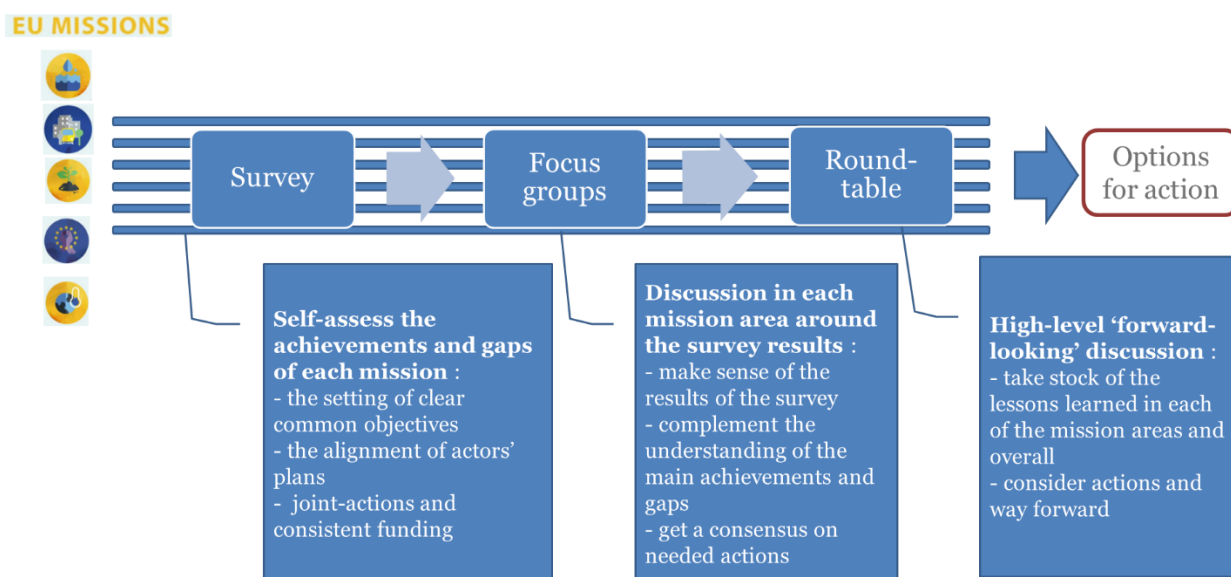 EU MISSIONS
Survey
Focus
groups
Round-
table
Options
for action
Self-assess the
achievements and gaps
of each mission :
- the setting of clear
common objectives
- the alignment of actors’
plans
- joint-actions and
consistent funding
Discussion in each
mission area around
the survey results :
- make sense of the
results of the survey
- complement the
understanding of the
main achievements and
gaps
- get a consensus on
needed actions
High-level ‘forward-
looking’ discussion :
- take stock of the
lessons learned in each
of the mission areas and
overall
- consider actions and
way forward